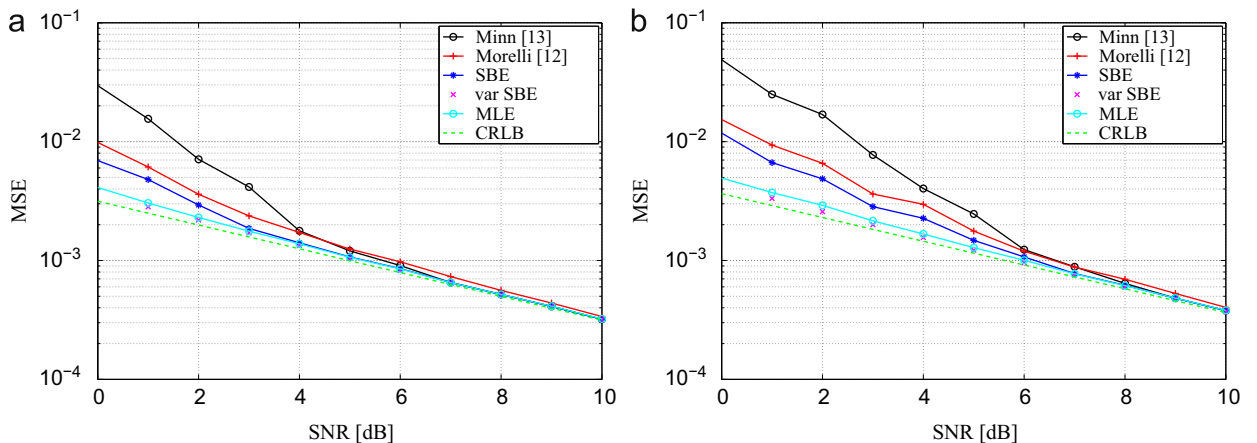 a
10−1
10−2
10−3
10−4
MSE
0 2 4 6 8 10
SNR [dB]
Minn [13]
Morelli [12]
SBE
var SBE
MLE
CRLB
b
10−1
10−2
10−3
10−4
MSE
0 2 4 6 8 10
SNR [dB]
Minn [13]
Morelli [12]
SBE
var SBE
MLE
CRLB